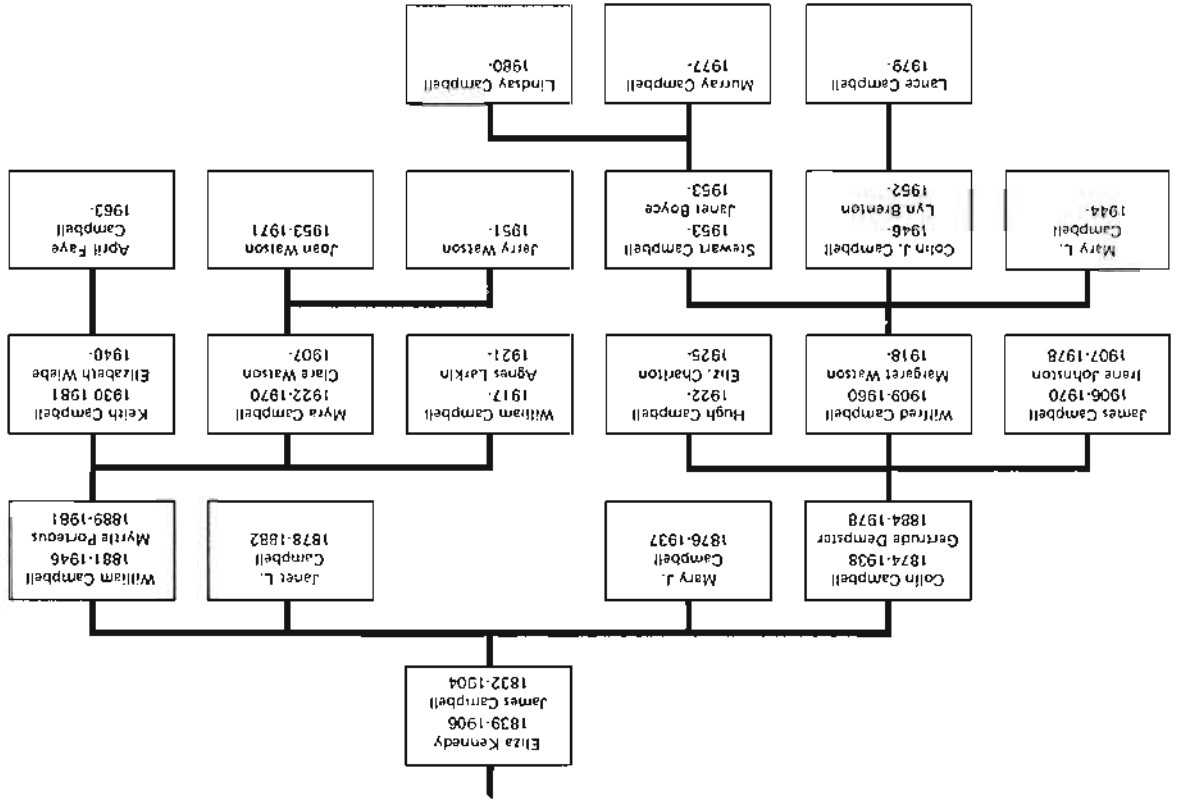 Eliza Kennedy
1839-1906
James Campbell
1832-1904
Colin Campbell
1874-1938
Gertrude Dempster
1884-1978
Mary J.
Campbell
1876-1937
Janet L.
Campbell
1878-1882
William Campbell
1881-1946
Myrtle Porteous
1889-1981
James Campbell
1906-1970
Irene Johnston
1907-1978
Wilfred Campbell
1909-1960
Margaret Watson
1918-
Hugh Campbell
1922-
Eliz. Charlton
1925-
William Campbell
1917-
Agnes Larkin
1921-
Myra Campbell
1922-1970
Clare Watson
1907-
Keith Campbell
1930 1981
Elizabeth Wiebe
1940-
Mary L.
Campbell
1944-
Colin J. Campbell
1946-
Lyn Brenton
1952-
Stewart Campbell
1953-
Janet Boyce
1953-
Jerry Watson
1951-
Joan Watson
1953-1971
April Faye
Campbell
1963-
Lance Campbell
1979-
Murray Campbell
1977-
Lindsay Campbell
1980-